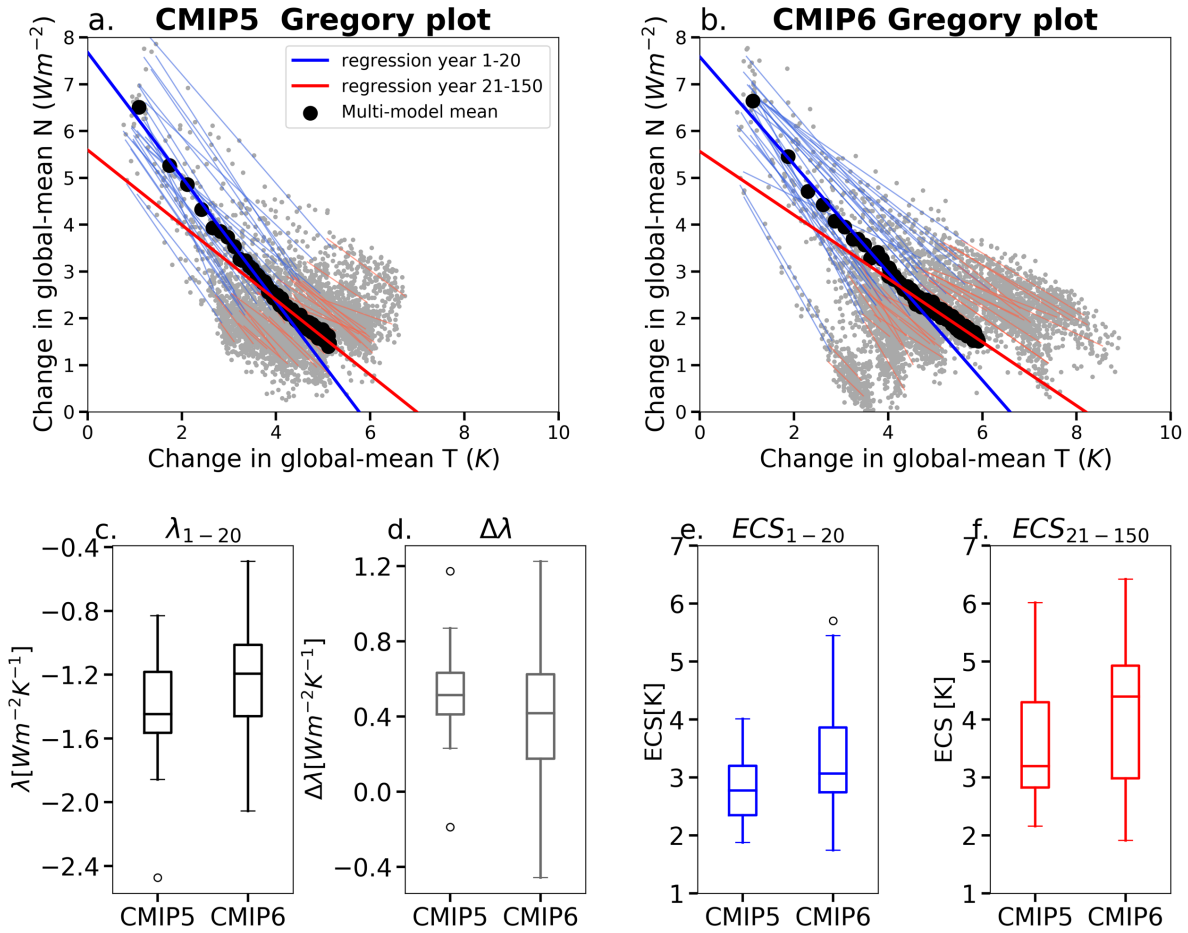 a. CMIP5 Gregory plot
b. CMIP6 Gregory plot
Change in global-mean N (Wm⁻²)
8
7
6
5
4
3
2
1
0
regression year 1-20
regression year 21-150
Multi-model mean
0 2 4 6 8 10
Change in global-mean T (K)
Change in global-mean N (Wm⁻²)
8
7
6
5
4
3
2
1
0
0 2 4 6 8 10
Change in global-mean T (K)
c. λ₁₋₂₀
λ[Wm⁻²K⁻¹]
−0.4
−0.8
−1.2
−1.6
−2.0
−2.4
CMIP5 CMIP6
d. Δλ
Δλ[Wm⁻²K⁻¹]
1.2
0.8
0.4
0.0
−0.4
CMIP5 CMIP6
e. ECS₁₋₂₀
ECS[K]
7
6
5
4
3
2
1
CMIP5 CMIP6
f. ECS₂₁₋₁₅₀
ECS [K]
7
6
5
4
3
2
1
CMIP5 CMIP6